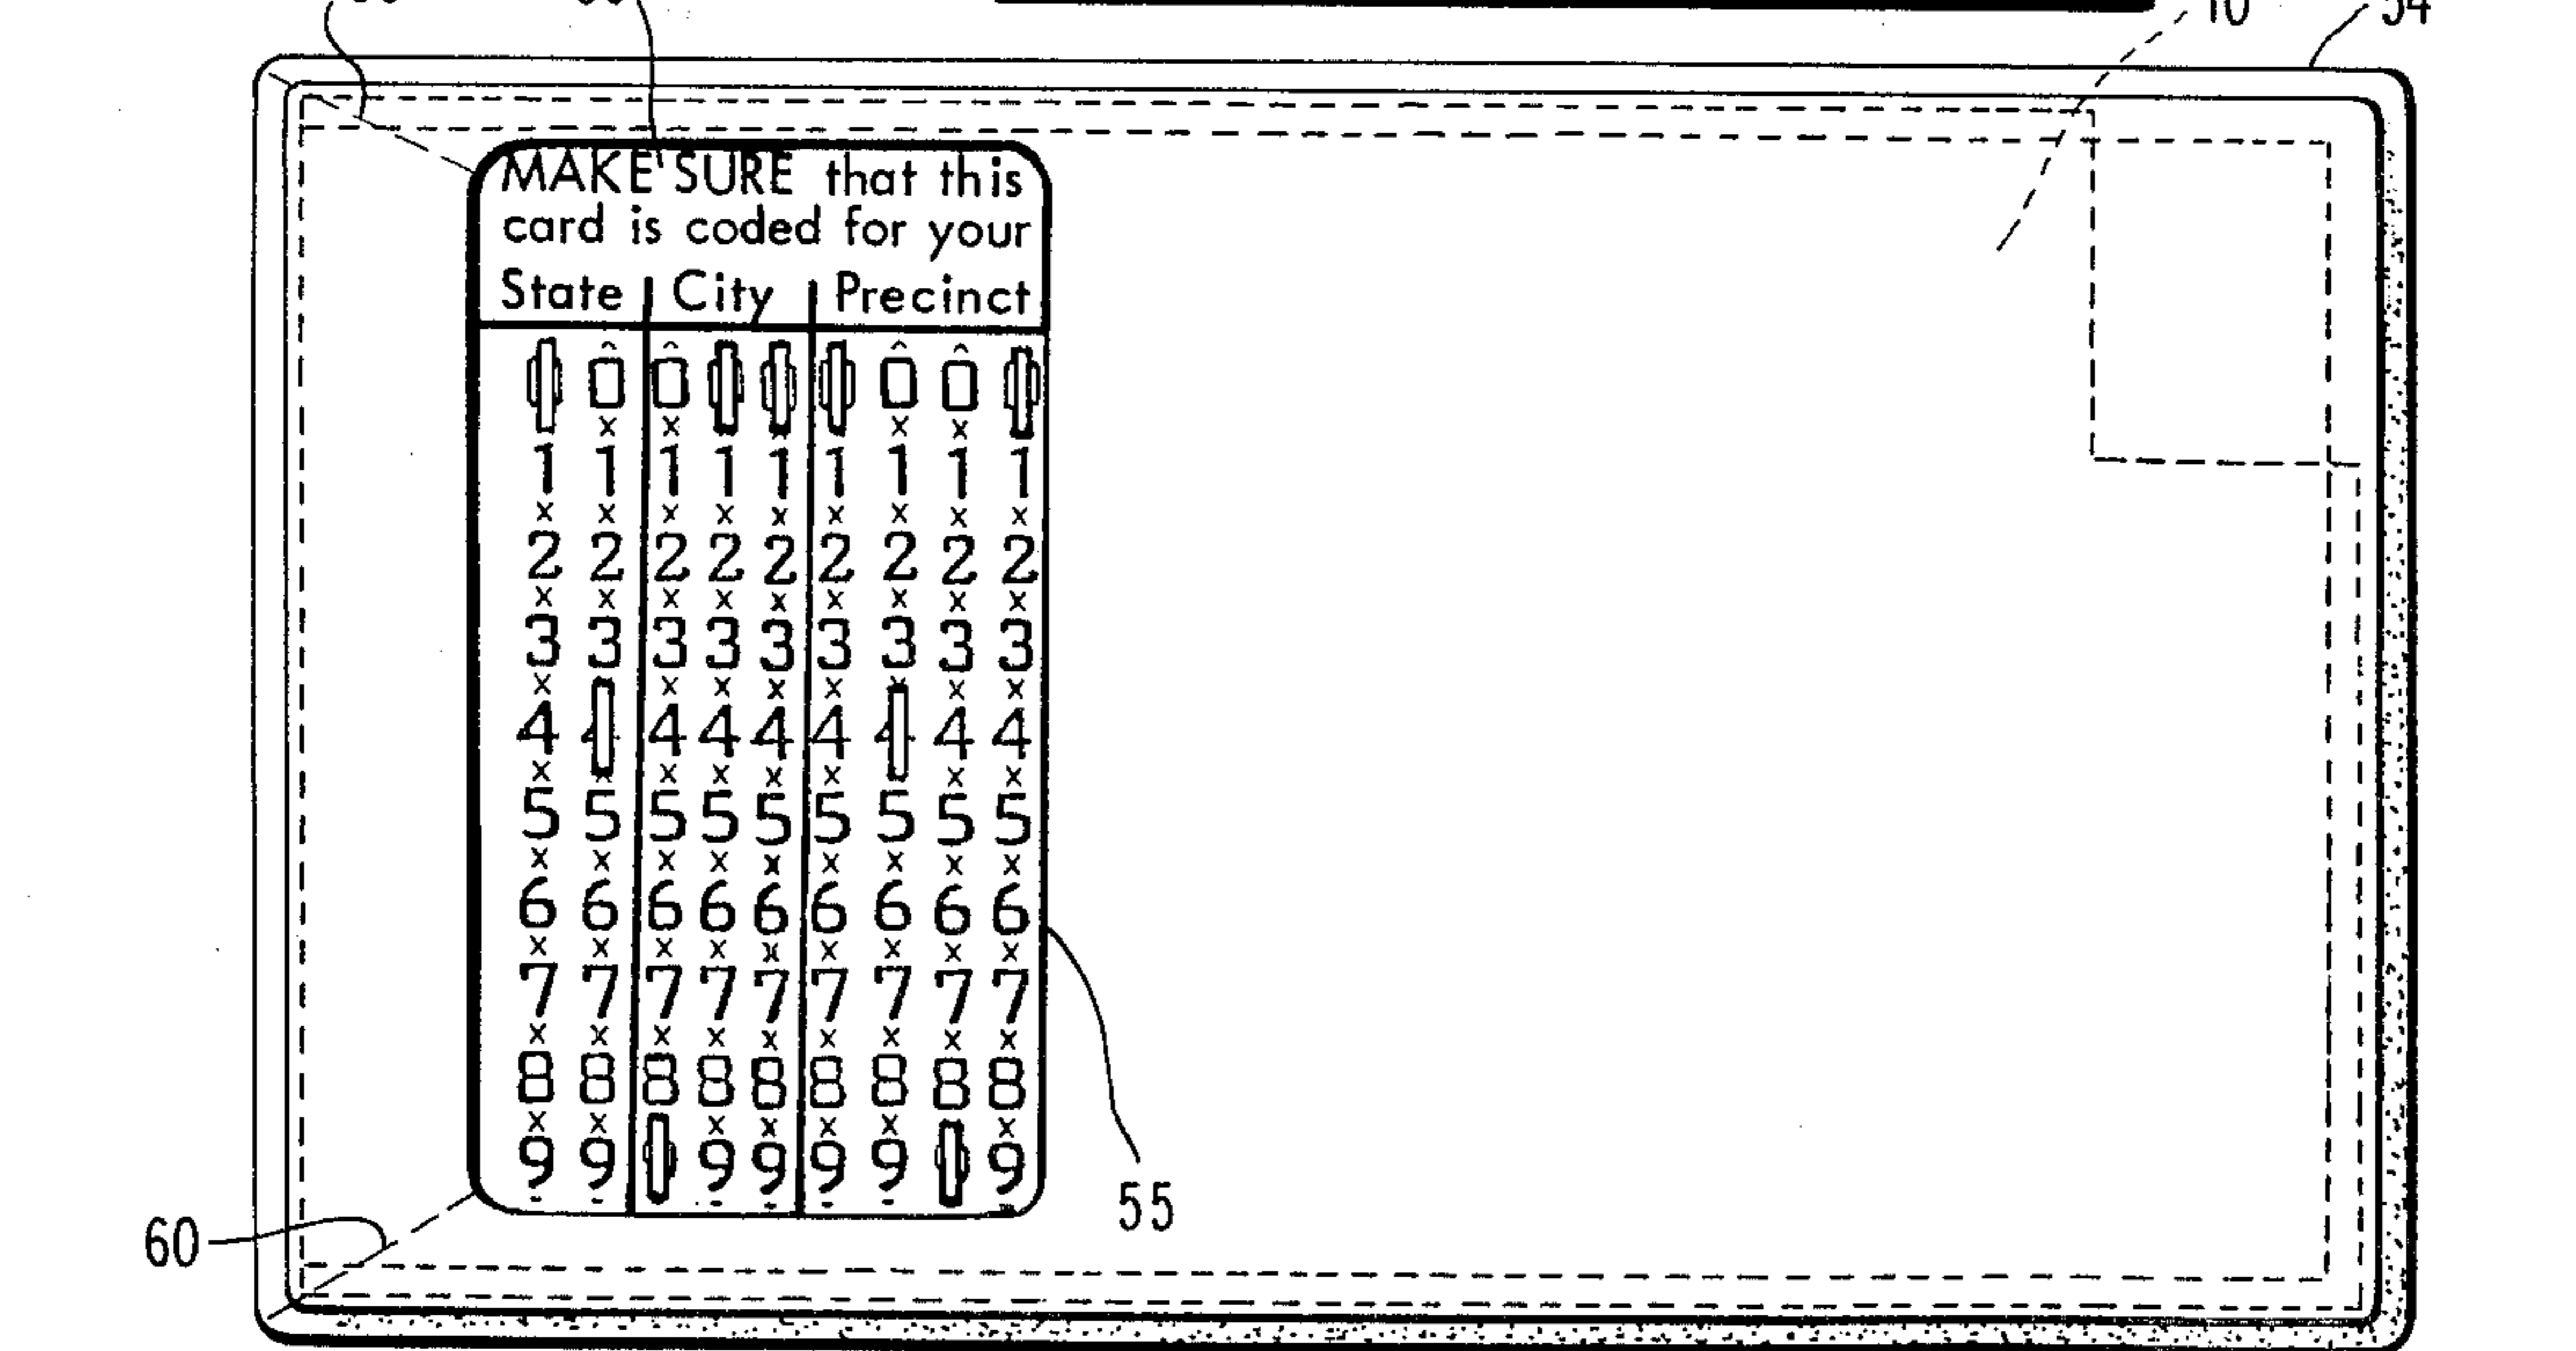 10 54
MAKE SURE that this
card is coded for your
State City Precinct
0 0 0 0 0 0 0 0 0
x x x x
1 1 1 1 1 1 1 1 1
x x x x x x x x x
2 2 2 2 2 2 2 2 2
x x x x x x x x x
3 3 3 3 3 3 3 3 3
x x x x x x x x x
4 4 4 4 4 4 4 4 4
x x x x x x x x
5 5 5 5 5 5 5 5 5
x x x x x x x x x
6 6 6 6 6 6 6 6 6
x x x x x x x x x
7 7 7 7 7 7 7 7 7
x x x x x x x x x
8 8 8 8 8 8 8 8 8
x x x x x x x
9 9 9 9 9 9 9
55
60